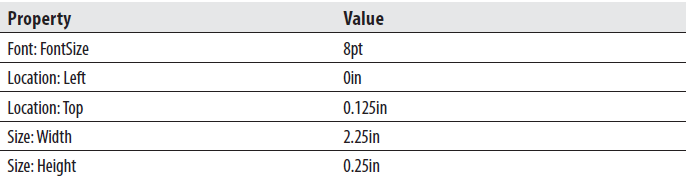 Property Value
Font: FontSize 8pt
Location: Left 0in
Location: Top 0.125in
Size: Width 2.25in
Size: Height 0.25in